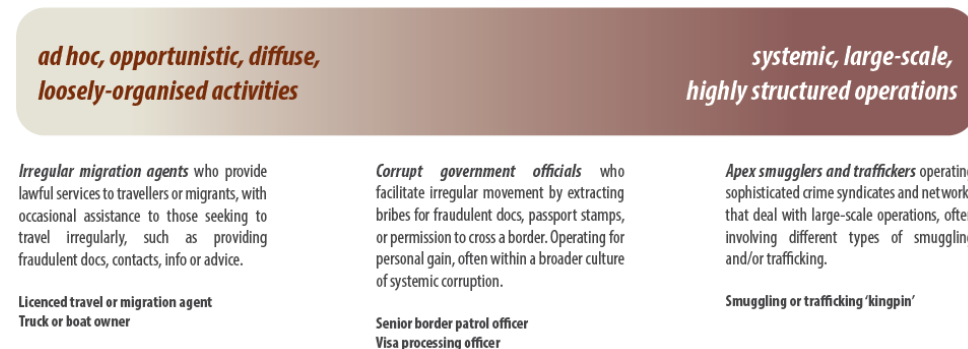 ad hoc, opportunistic, diffuse,
loosely-organised activities
systemic, large-scale,
highly structured operations
Irregular migration agents who provide
lawful services to travellers or migrants, with
occasional assistance to those seeking to
travel irregularly, such as providing
fraudulent docs, contacts, info or advice.
Licenced travel or migration agent
Truck or boat owner
Corrupt government officials who
facilitate irregular movement by extracting
bribes for fraudulent docs, passport stamps,
or permission to cross a border. Operating for
personal gain, often within a broader culture
of systemic corruption.
Senior border patrol officer
Visa processing officer
Apex smugglers and traffickers operating
sophisticated crime syndicates and network
that deal with large-scale operations, often
involving different types of smuggling
and/or trafficking.
Smuggling or trafficking ‘kingpin’